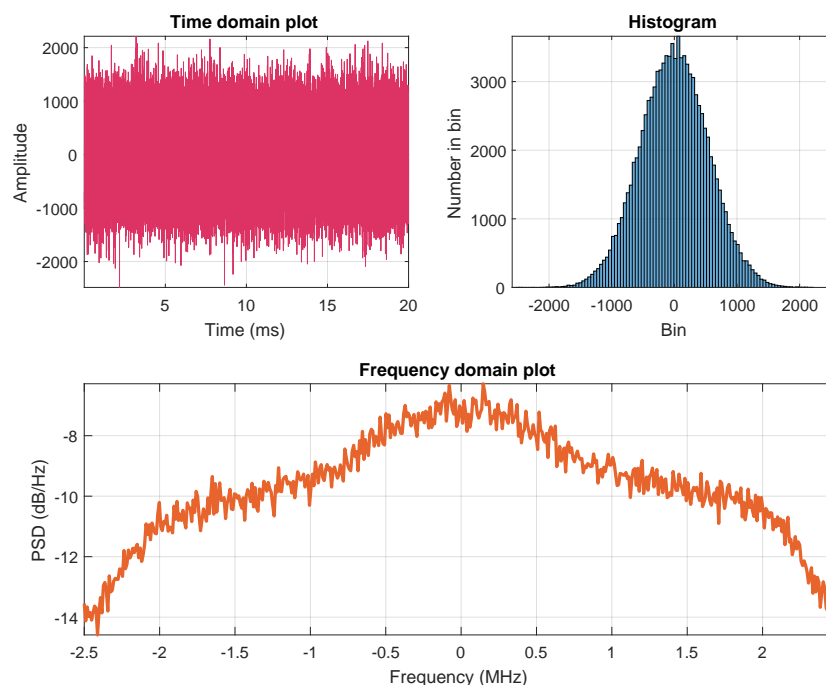 Time domain plot
Amplitude
2000
1000
0
-1000
-2000
5 10 15 20
Time (ms)
Histogram
Number in bin
3000
2000
1000
0
-2000 -1000 0 1000 2000
Bin
Frequency domain plot
PSD (dB/Hz)
-8
-10
-12
-14
-2.5 -2 -1.5 -1 -0.5 0 0.5 1 1.5 2
Frequency (MHz)